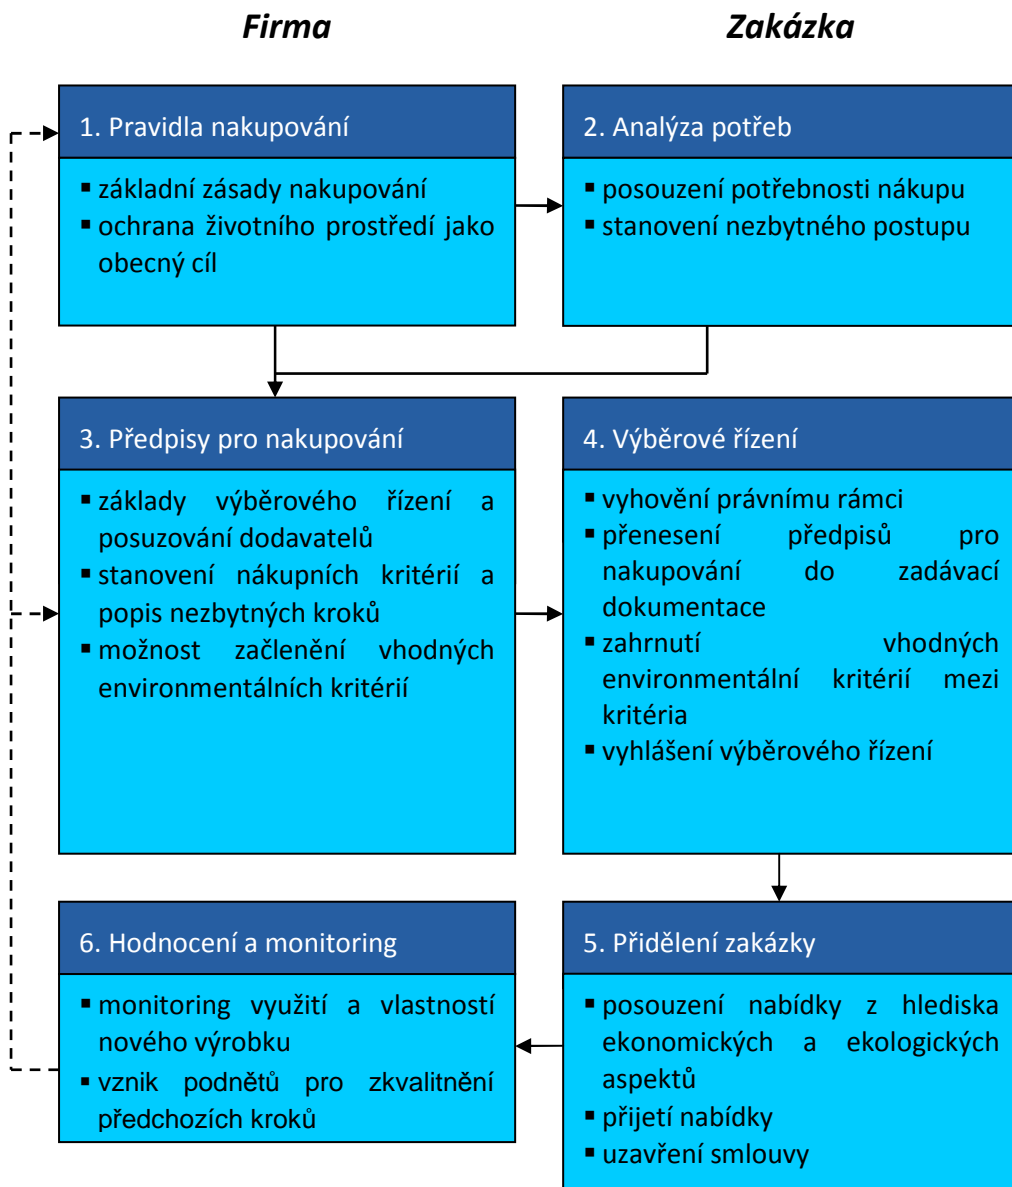 Firma
Zakázka
1. Pravidla nakupování
▪ základní zásady nakupování
▪ ochrana životního prostředí jako
obecný cíl
2. Analýza potřeb
▪ posouzení potřebnosti nákupu
▪ stanovení nezbytného postupu
3. Předpisy pro nakupování
▪ základy výběrového řízení a
posuzování dodavatelů
▪ stanovení nákupních kritérií a
popis nezbytných kroků
▪ možnost začlenění vhodných
environmentálních kritérií
4. Výběrové řízení
▪ vyhovění právnímu rámci
▪ přenesení předpisů pro
nakupování do zadávací
dokumentace
▪ zahrnutí vhodných
environmentální kritérií mezi
kritéria
▪ vyhlášení výběrového řízení
5. Přidělení zakázky
▪ posouzení nabídky z hlediska
ekonomických a ekologických
aspektů
▪ přijetí nabídky
▪ uzavření smlouvy
6. Hodnocení a monitoring
▪ monitoring využití a vlastností
nového výrobku
▪ vznik podnětů pro zkvalitnění
předchozích kroků